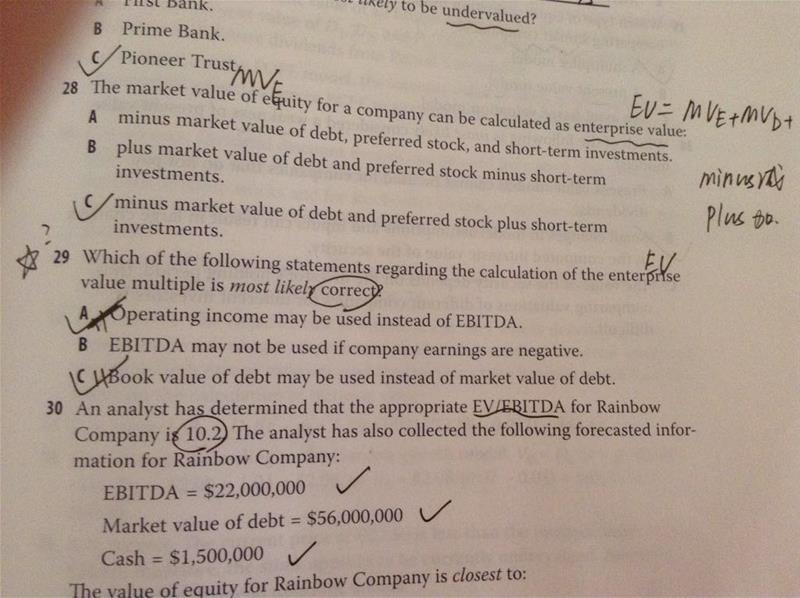 First Bank.
likely to be undervalued?
B Prime Bank.
C Pioneer Trust.
MVE
28 The market value of equity for a company can be calculated as enterprise value:
EV = MVE + MVD +
A minus market value of debt, preferred stock, and short-term investments.
B plus market value of debt and preferred stock minus short-term
investments.
minus
plus
C minus market value of debt and preferred stock plus short-term
investments.
?
EV
29 Which of the following statements regarding the calculation of the enterprise
value multiple is most likely correct?
A Operating income may be used instead of EBITDA.
B EBITDA may not be used if company earnings are negative.
C Book value of debt may be used instead of market value of debt.
30 An analyst has determined that the appropriate EV/EBITDA for Rainbow
Company is 10.2. The analyst has also collected the following forecasted infor-
mation for Rainbow Company:
EBITDA = $22,000,000
Market value of debt = $56,000,000
Cash = $1,500,000
The value of equity for Rainbow Company is closest to: